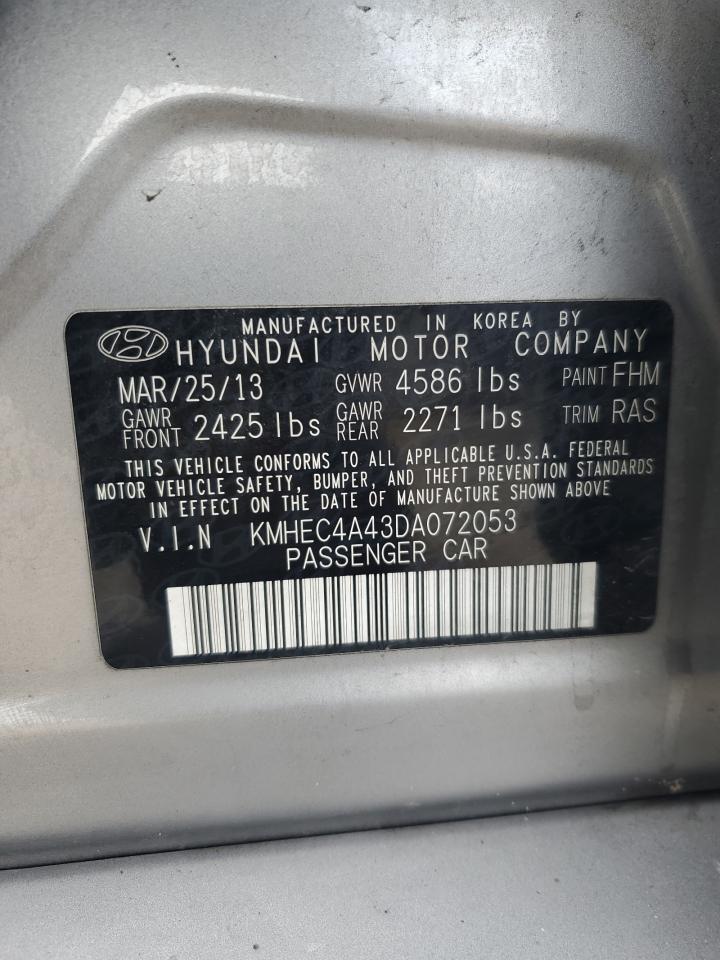 MANUFACTURED IN KOREA BY
HYUNDAI MOTOR COMPANY
MAR/25/13 GVWR 4586 lbs PAINT FHM
GAWR FRONT 2425 lbs GAWR REAR 2271 lbs TRIM RAS
THIS VEHICLE CONFORMS TO ALL APPLICABLE U.S.A. FEDERAL
MOTOR VEHICLE SAFETY, BUMPER, AND THEFT PREVENTION STANDARDS
IN EFFECT ON THE DATE OF MANUFACTURE SHOWN ABOVE.
V.I.N KMHEC4A43DA072053
PASSENGER CAR